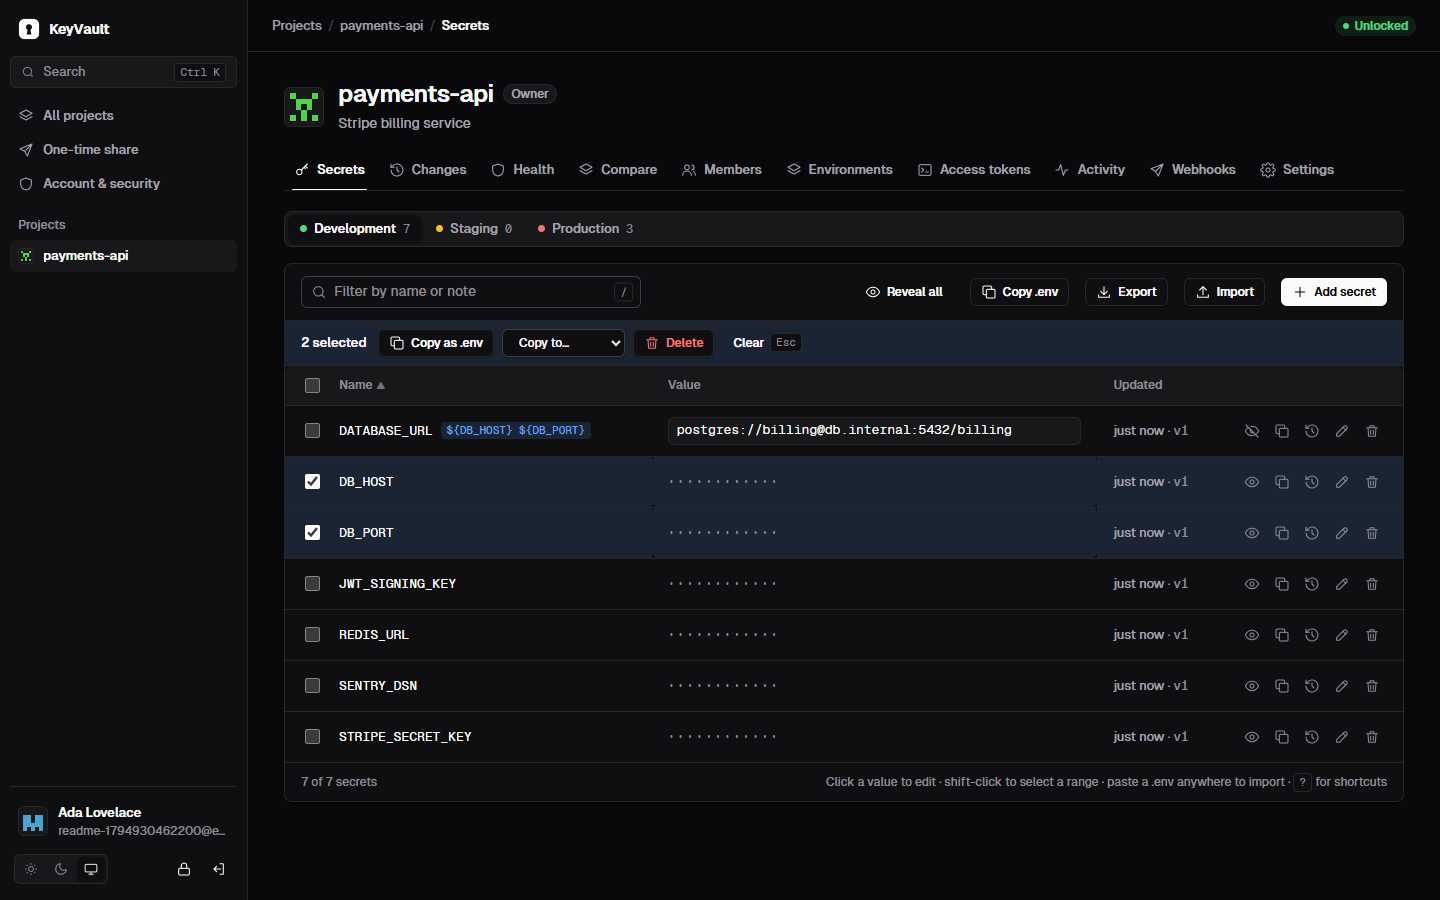 KeyVault
Search Ctrl K
All projects
One-time share
Account & security
Projects
payments-api
Ada Lovelace
readme-1794930462200@e...
Projects / payments-api / Secrets
Unlocked
payments-api Owner
Stripe billing service
Secrets Changes Health Compare Members Environments Access tokens Activity Webhooks Settings
Development 7 Staging 0 Production 3
Filter by name or note / Reveal all Copy .env Export Import Add secret
2 selected Copy as .env Copy to... Delete Clear Esc
Name ▲ Value Updated
DATABASE_URL ${DB_HOST} ${DB_PORT} postgres://billing@db.internal:5432/billing just now · v1
DB_HOST ············ just now · v1
DB_PORT ············ just now · v1
JWT_SIGNING_KEY ············ just now · v1
REDIS_URL ············ just now · v1
SENTRY_DSN ············ just now · v1
STRIPE_SECRET_KEY ············ just now · v1
7 of 7 secrets Click a value to edit · shift-click to select a range · paste a .env anywhere to import · ? for shortcuts